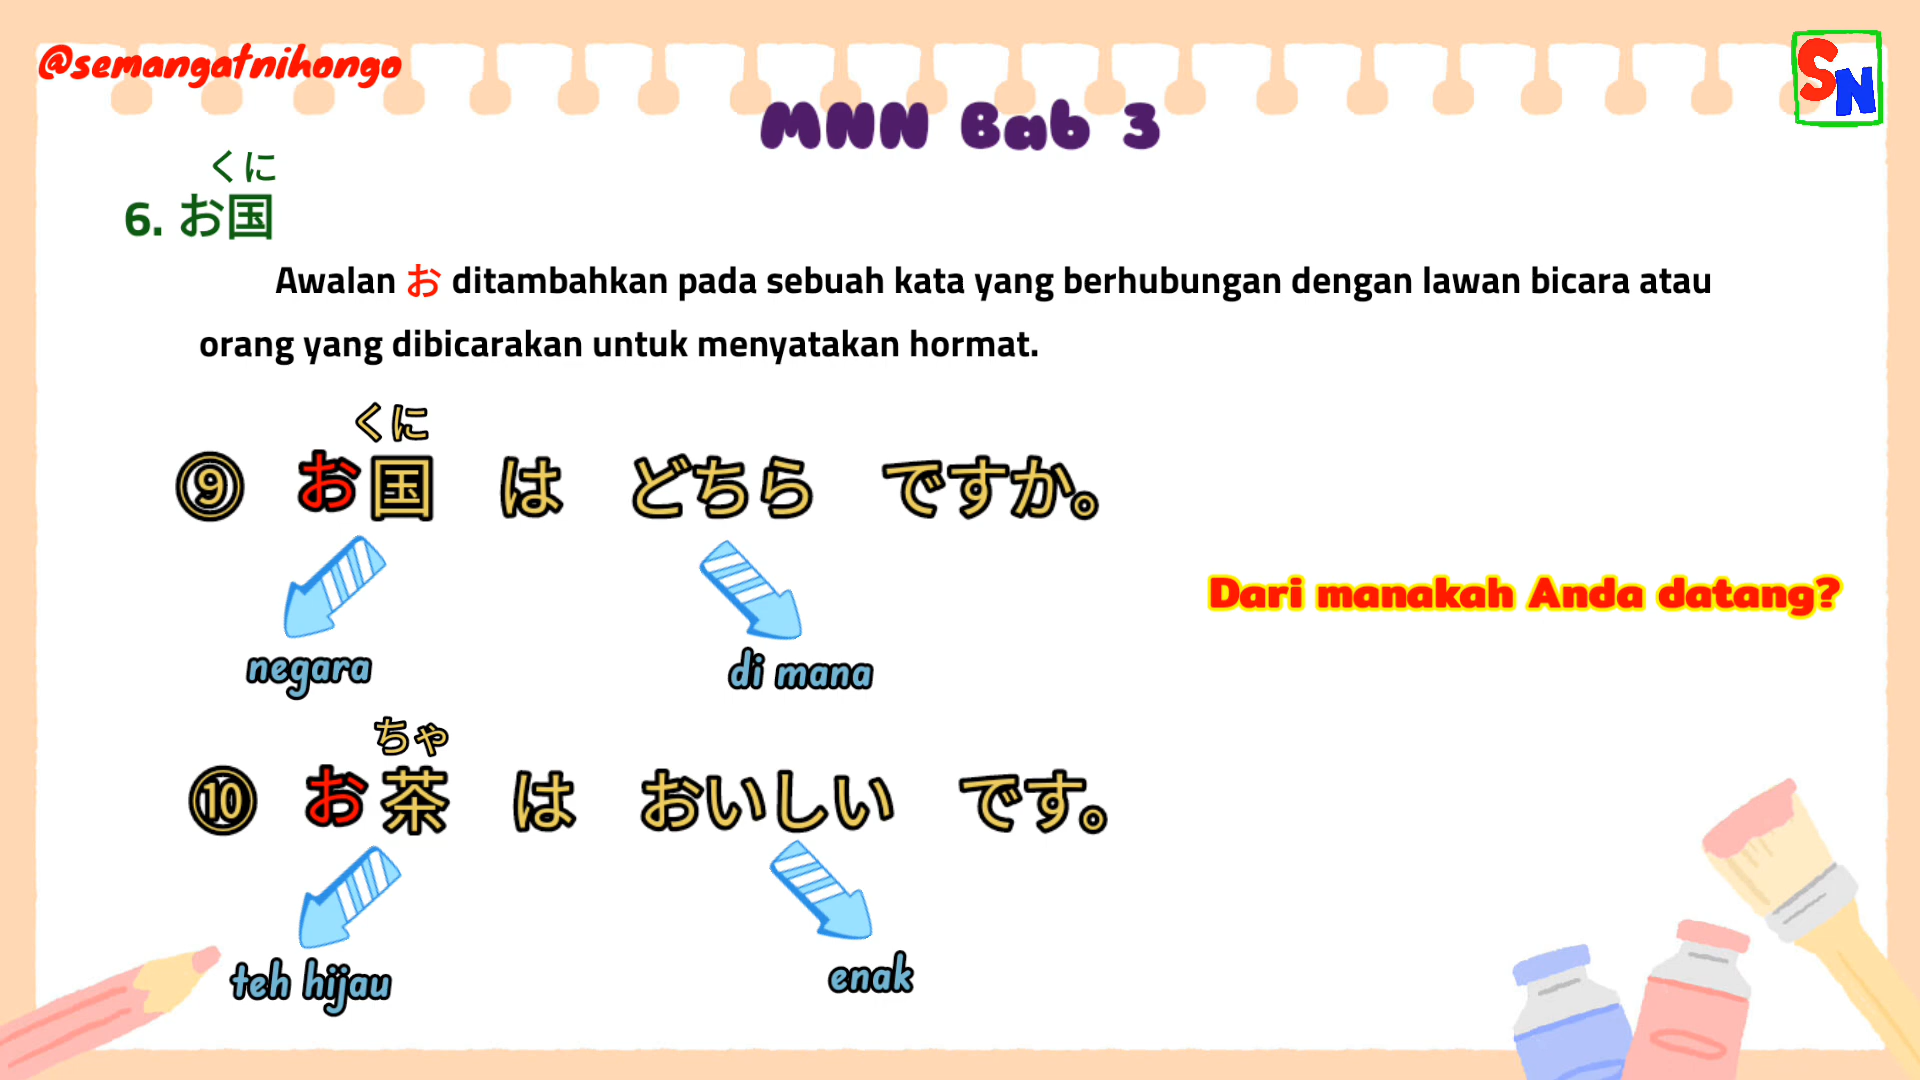 @semangatnihongo
SN
MNN Bab 3
くに
6. お国
Awalan お ditambahkan pada sebuah kata yang berhubungan dengan lawan bicara atau
orang yang dibicarakan untuk menyatakan hormat.
くに
⑨ お国 は どちら ですか。
negara di mana
Dari manakah Anda datang?
ちゃ
⑩ お茶 は おいしい です。
teh hijau enak